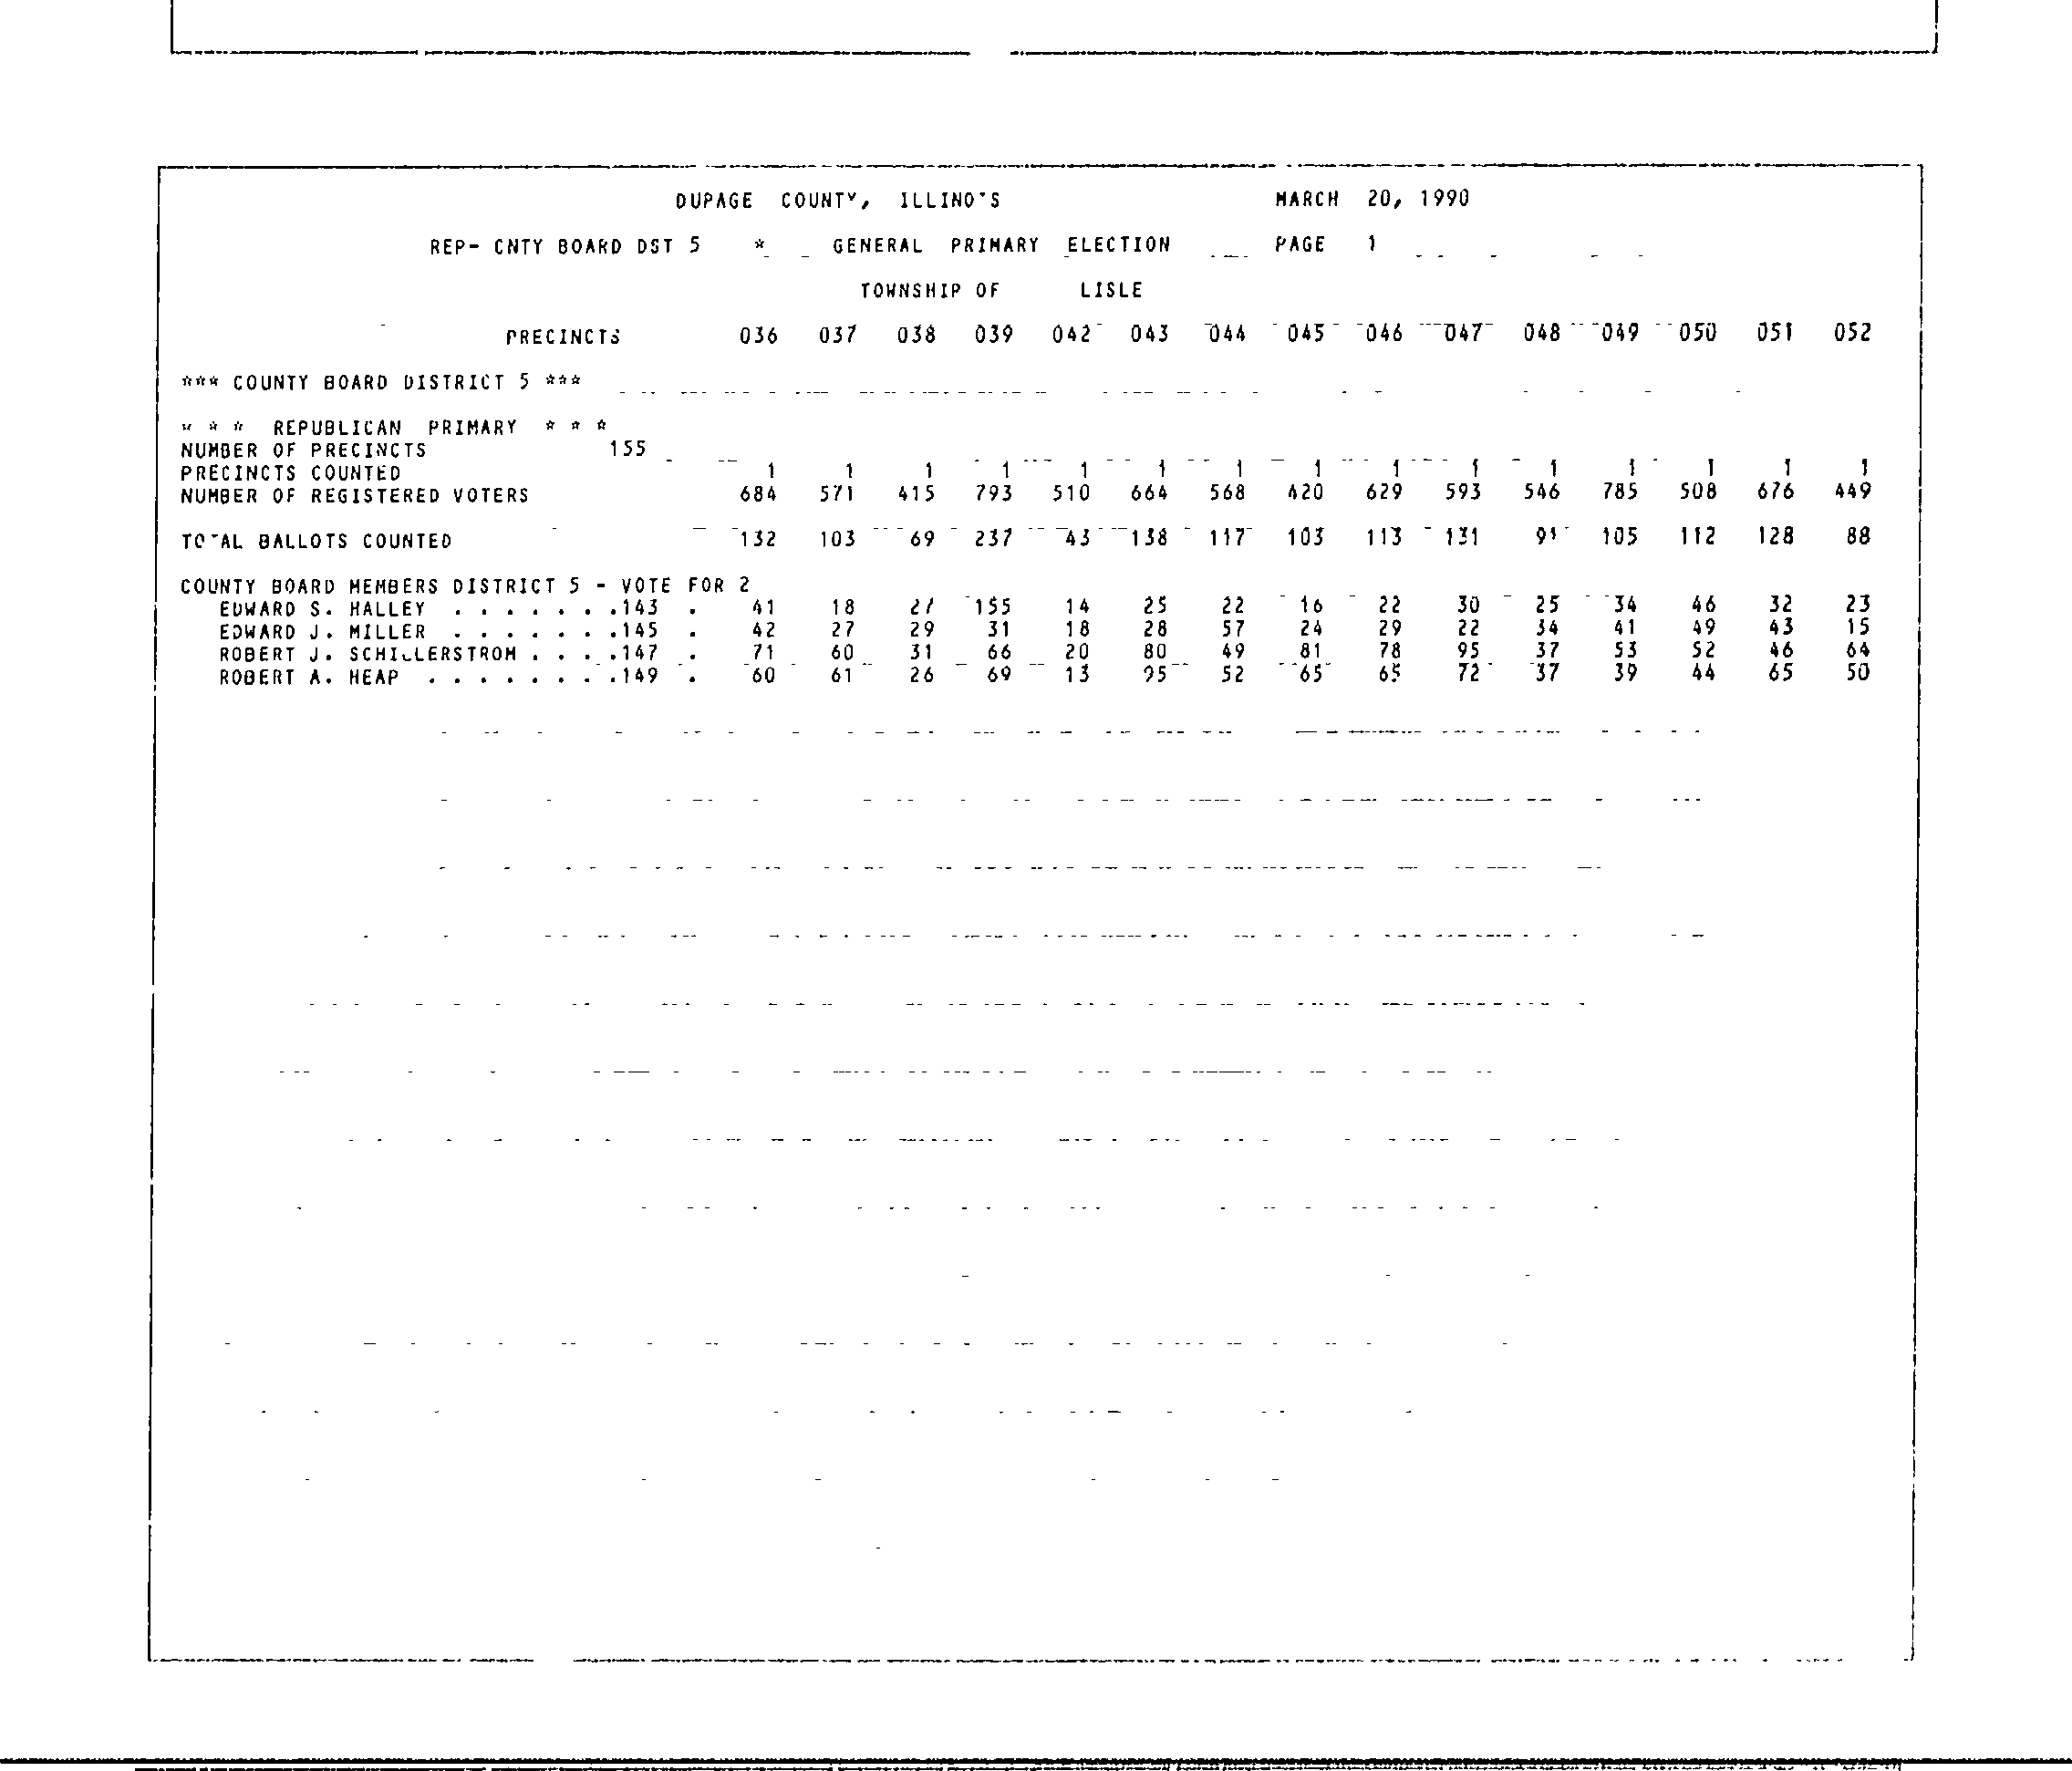 DUPAGE COUNTY, ILLINO'S MARCH 20, 1990
REP- CNTY BOARD DST 5 * GENERAL PRIMARY ELECTION PAGE 1
TOWNSHIP OF LISLE
PRECINCTS 036 037 038 039 042 043 044 045 046 047 048 049 050 051 052
*** COUNTY BOARD DISTRICT 5 ***
* * * REPUBLICAN PRIMARY * * *
NUMBER OF PRECINCTS 155
PRECINCTS COUNTED 1 1 1 1 1 1 1 1 1 1 1 1 1 1 1
NUMBER OF REGISTERED VOTERS 684 571 415 793 510 664 568 420 629 593 546 785 508 676 449
TOTAL BALLOTS COUNTED 132 103 69 237 43 138 117 103 113 131 91 105 112 128 88
COUNTY BOARD MEMBERS DISTRICT 5 - VOTE FOR 2
EDWARD S. HALLEY . . . . . . .143 . 41 18 27 155 14 25 22 16 22 30 25 34 46 32 23
EDWARD J. MILLER . . . . . . .145 . 42 27 29 31 18 28 57 24 29 22 34 41 49 43 15
ROBERT J. SCHILLERSTROM . . . .147 . 71 60 31 66 20 80 49 81 78 95 37 53 52 46 64
ROBERT A. HEAP . . . . . . . .149 . 60 61 26 69 13 95 52 65 65 72 37 39 44 65 50